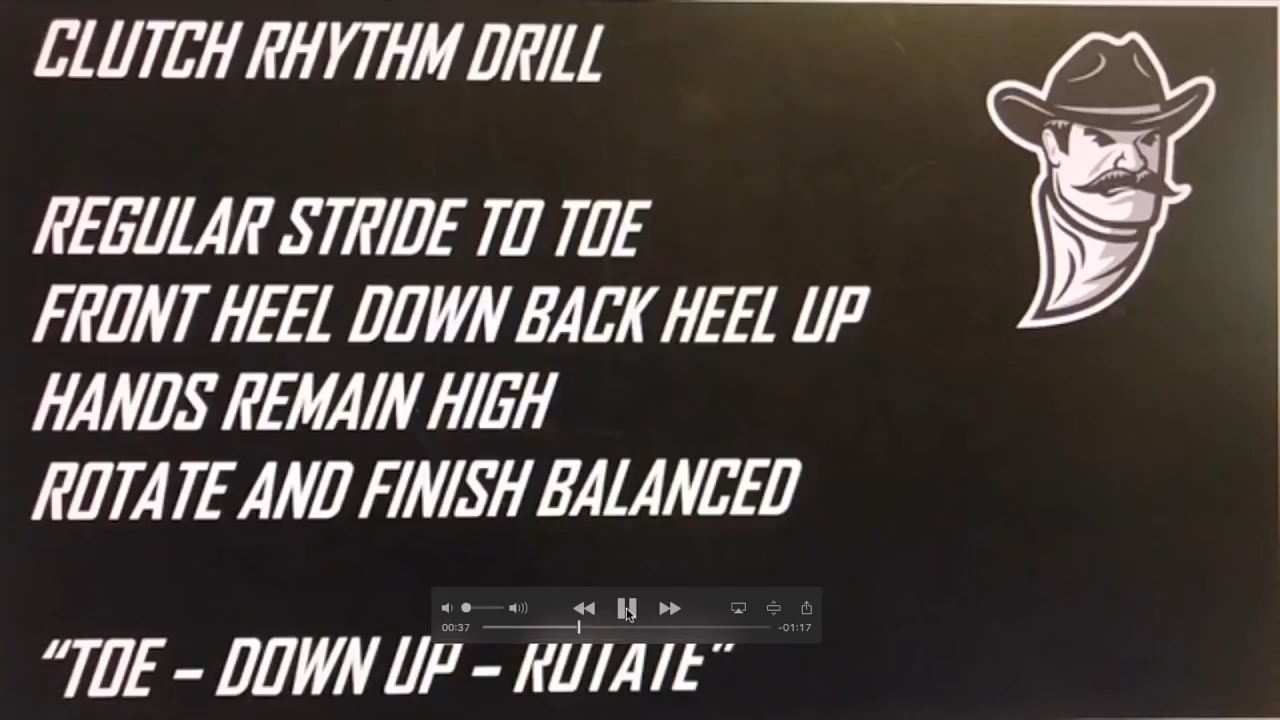 CLUTCH RHYTHM DRILL
REGULAR STRIDE TO TOE
FRONT HEEL DOWN BACK HEEL UP
HANDS REMAIN HIGH
ROTATE AND FINISH BALANCED
00:37 -01:17
“TOE – DOWN UP – ROTATE”